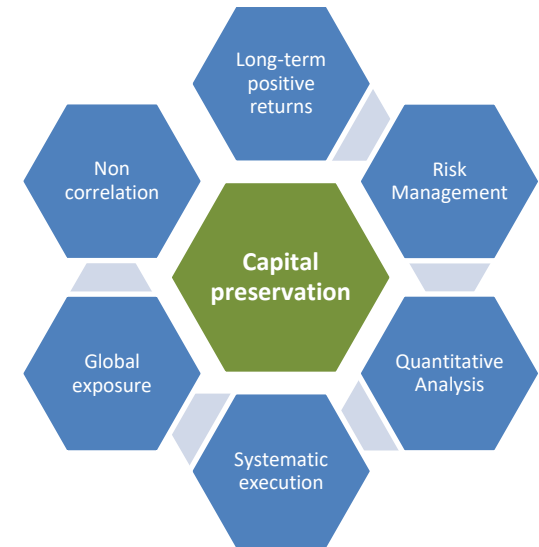 Long-term
positive
returns
Non
correlation
Risk
Management
Capital
preservation
Global
exposure
Quantitative
Analysis
Systematic
execution